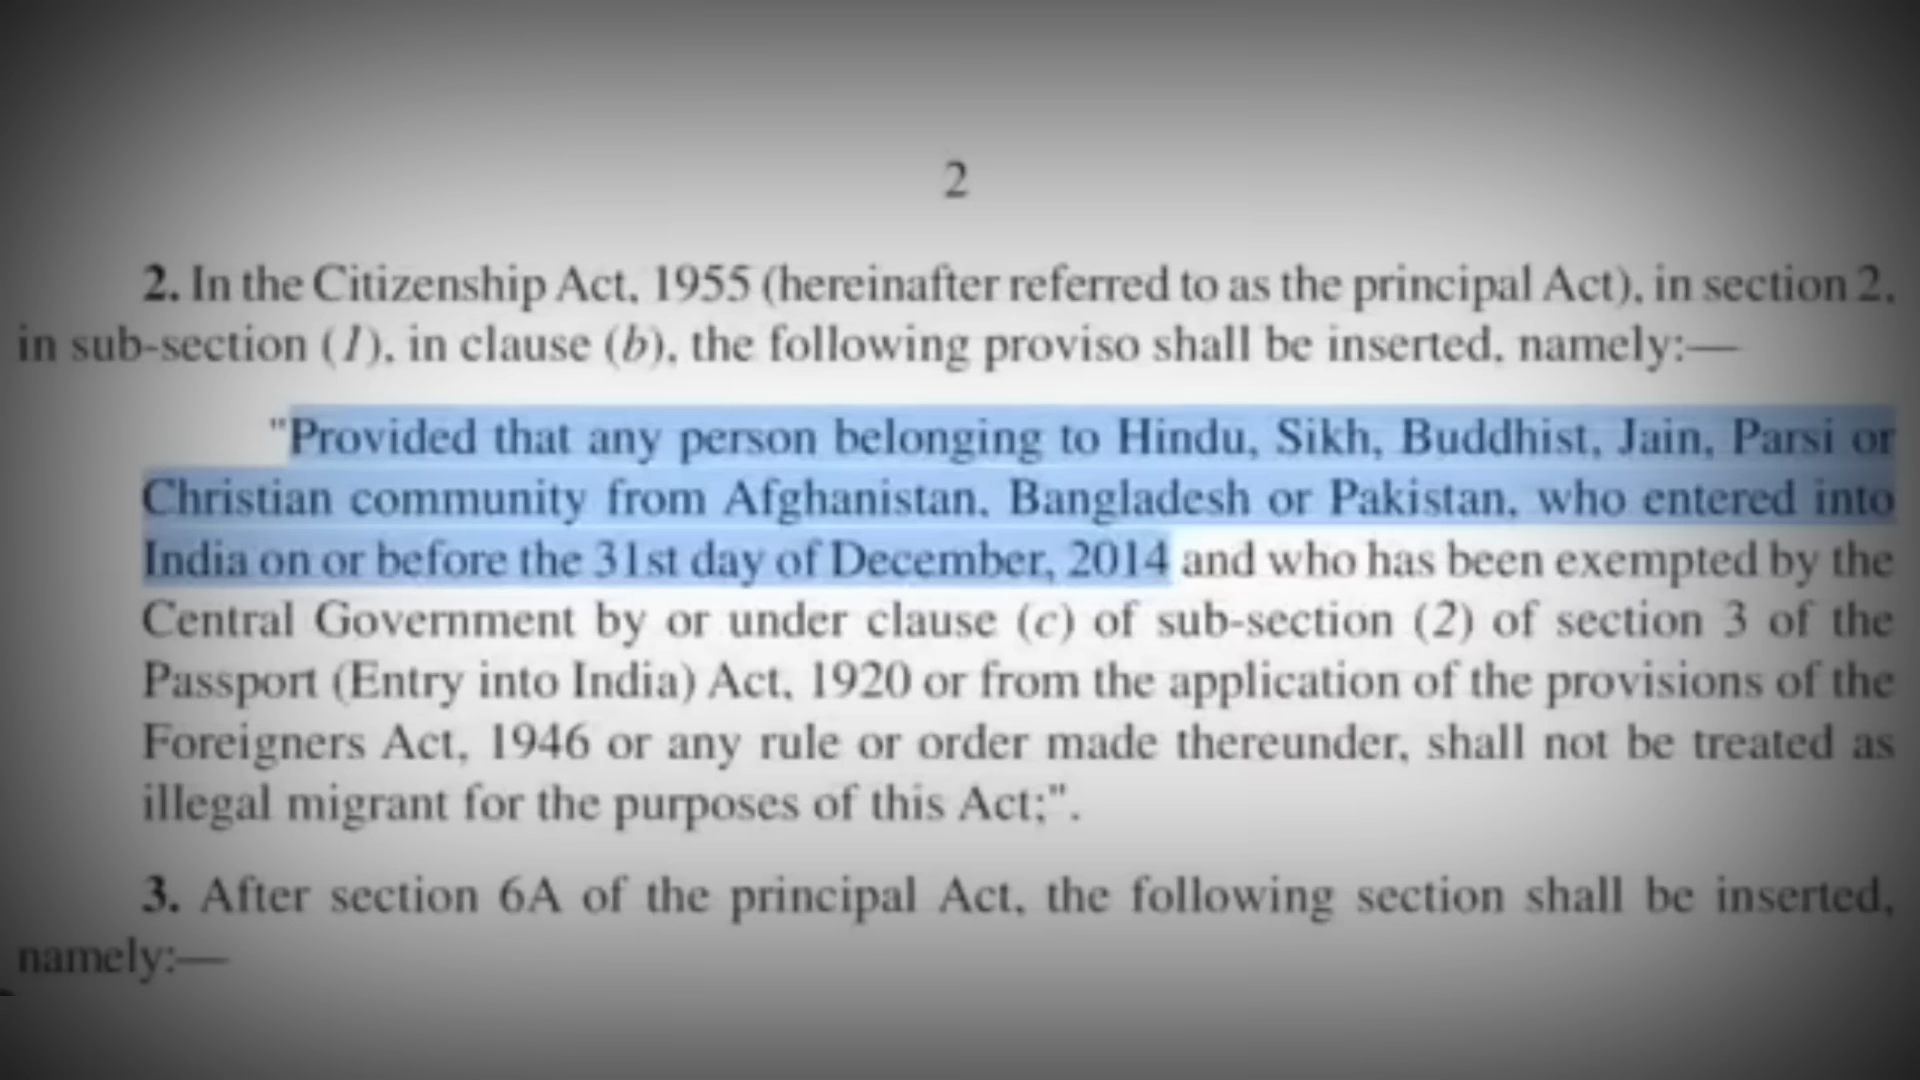 2
2. In the Citizenship Act, 1955 (hereinafter referred to as the principal Act), in section 2,
in sub-section (1), in clause (b), the following proviso shall be inserted, namely:—
"Provided that any person belonging to Hindu, Sikh, Buddhist, Jain, Parsi or
Christian community from Afghanistan, Bangladesh or Pakistan, who entered into
India on or before the 31st day of December, 2014 and who has been exempted by the
Central Government by or under clause (c) of sub-section (2) of section 3 of the
Passport (Entry into India) Act, 1920 or from the application of the provisions of the
Foreigners Act, 1946 or any rule or order made thereunder, shall not be treated as
illegal migrant for the purposes of this Act;".
3. After section 6A of the principal Act, the following section shall be inserted,
namely:—